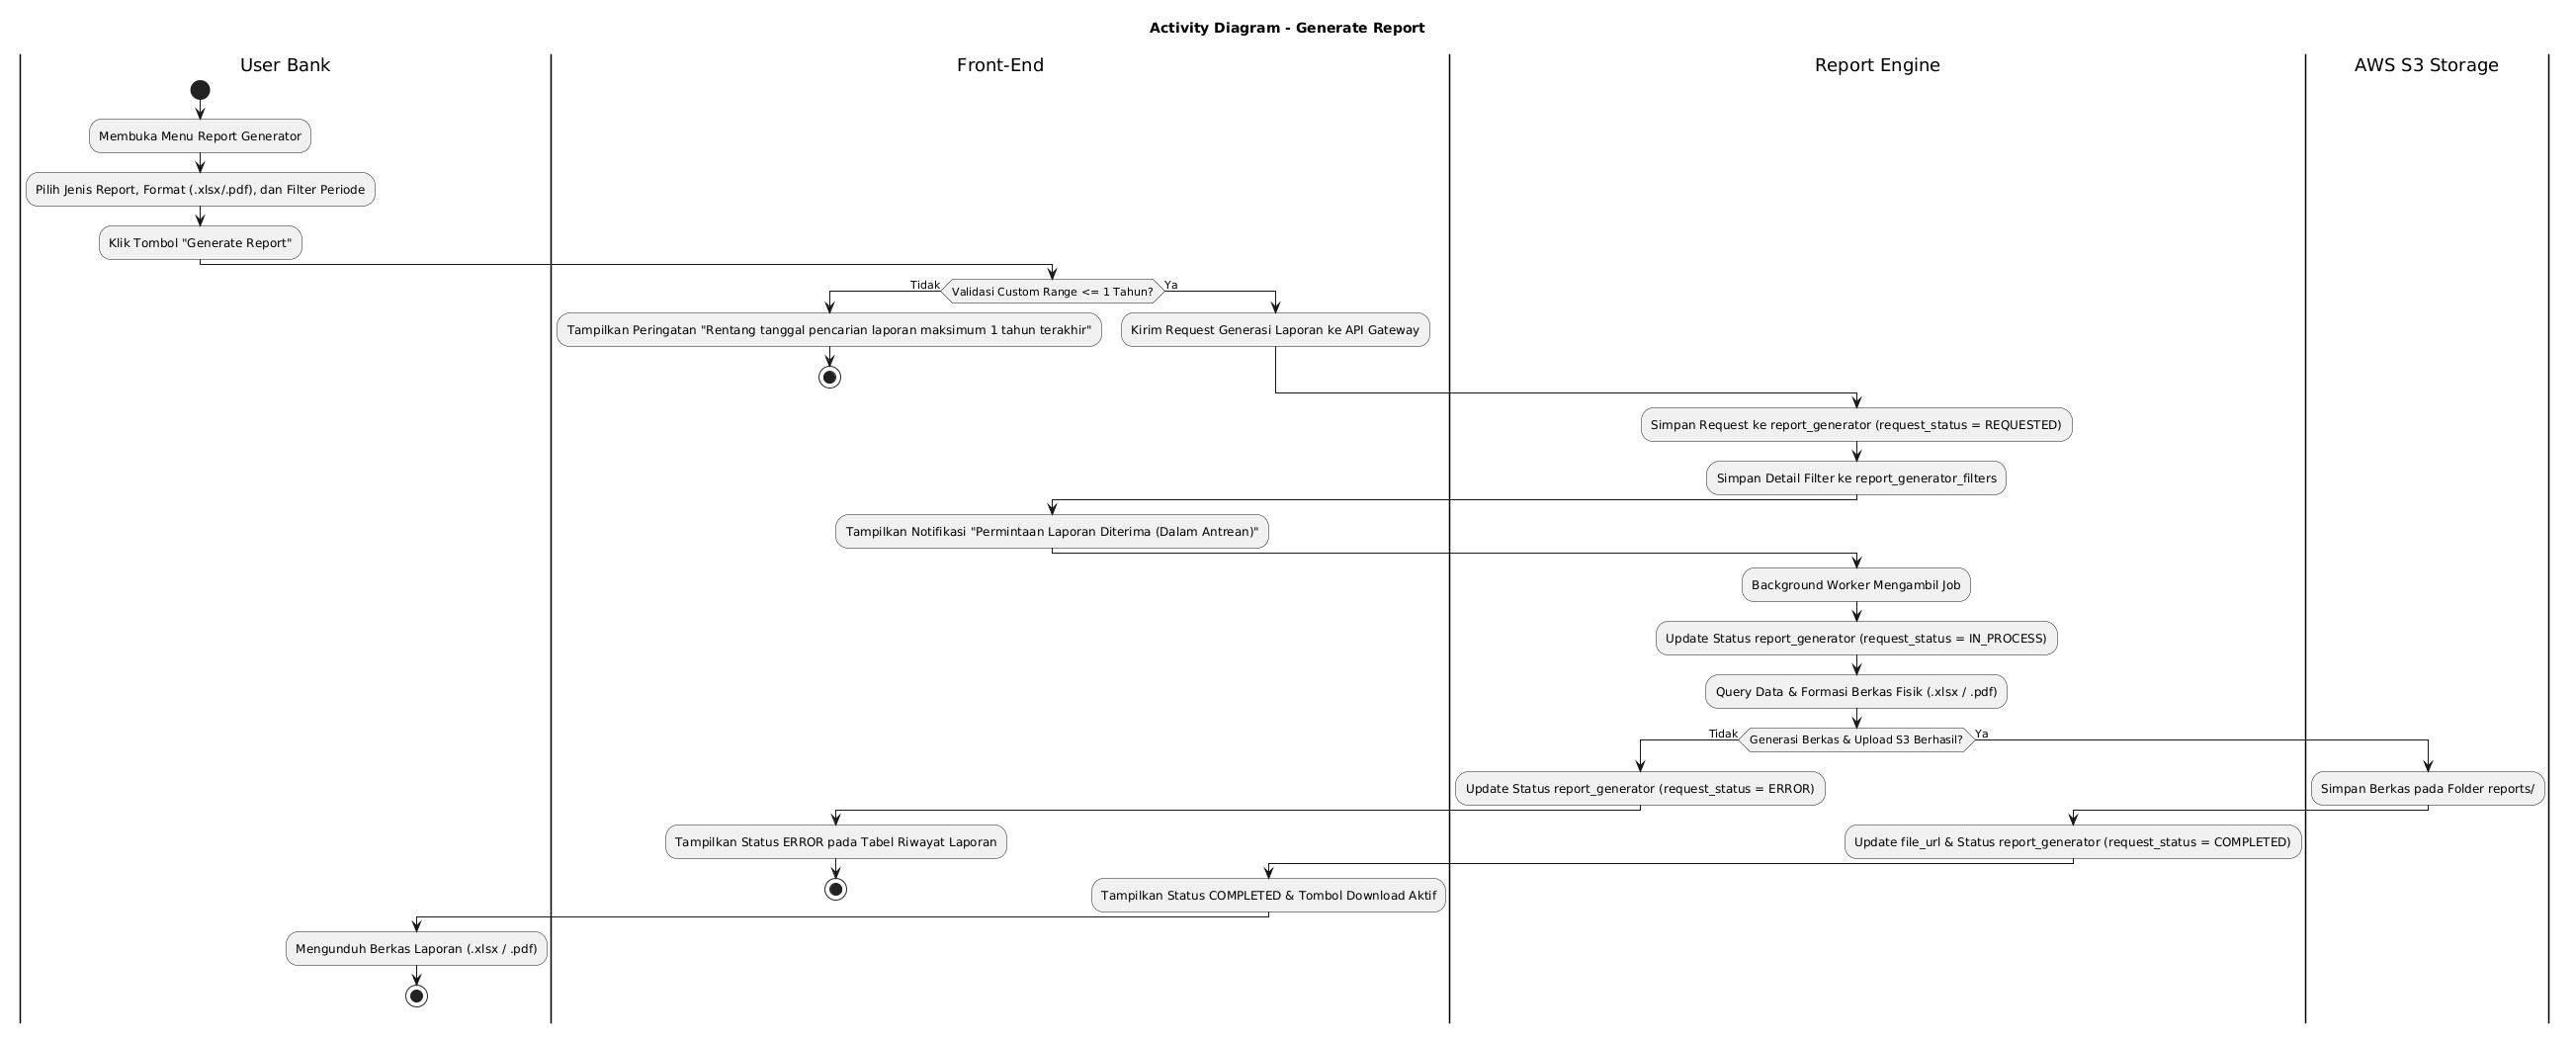 Activity Diagram - Generate Report
User Bank
Front-End
Report Engine
AWS S3 Storage
Membuka Menu Report Generator
Pilih Jenis Report, Format (.xlsx/.pdf), dan Filter Periode
Klik Tombol "Generate Report"
Tidak
Validasi Custom Range <= 1 Tahun?
Ya
Tampilkan Peringatan "Rentang tanggal pencarian laporan maksimum 1 tahun terakhir"
Kirim Request Generasi Laporan ke API Gateway
Simpan Request ke report_generator (request_status = REQUESTED)
Simpan Detail Filter ke report_generator_filters
Tampilkan Notifikasi "Permintaan Laporan Diterima (Dalam Antrean)"
Background Worker Mengambil Job
Update Status report_generator (request_status = IN_PROCESS)
Query Data & Formasi Berkas Fisik (.xlsx / .pdf)
Tidak
Generasi Berkas & Upload S3 Berhasil?
Ya
Update Status report_generator (request_status = ERROR)
Simpan Berkas pada Folder reports/
Tampilkan Status ERROR pada Tabel Riwayat Laporan
Update file_url & Status report_generator (request_status = COMPLETED)
Tampilkan Status COMPLETED & Tombol Download Aktif
Mengunduh Berkas Laporan (.xlsx / .pdf)